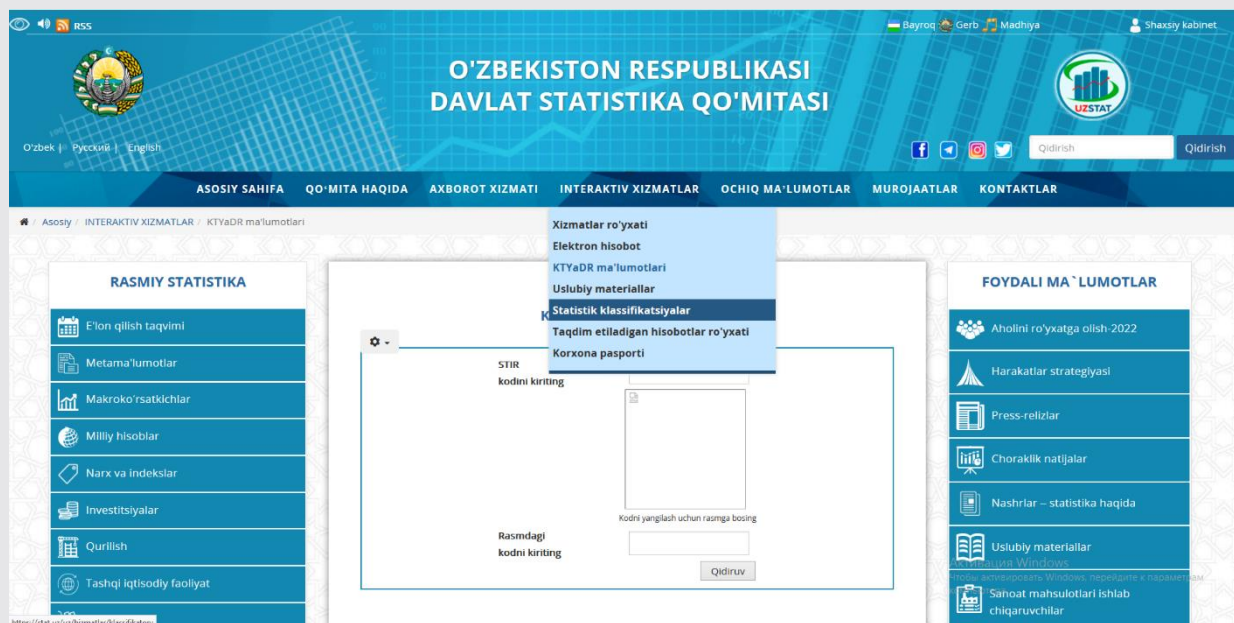 RSS
Bayroq Gerb Madhiya
Shaxsiy kabinet
O'ZBEKISTON RESPUBLIKASI
DAVLAT STATISTIKA QO'MITASI
UZSTAT
O'zbek | Русский | English
Qidirish
Qidirish
ASOSIY SAHIFA QO'MITA HAQIDA AXBOROT XIZMATI INTERAKTIV XIZMATLAR OCHIQ MA'LUMOTLAR MUROJAATLAR KONTAKTLAR
/ Asosiy / INTERAKTIV XIZMATLAR / KTYaDR ma'lumotlari
Xizmatlar ro'yxati
Elektron hisobot
KTYaDR ma'lumotlari
Uslubiy materiallar
Statistik klassifikatsiyalar
Taqdim etiladigan hisobotlar ro'yxati
Korxona pasporti
RASMIY STATISTIKA
E'lon qilish taqvimi
Metama'lumotlar
Makroko'rsatkichlar
Milliy hisoblar
Narx va indekslar
Investitsiyalar
Qurilish
Tashqi iqtisodiy faoliyat
K
STIR
kodini kiriting
Kodni yangilash uchun rasmga bosing
Rasmdagi
kodni kiriting
Qidiruv
FOYDALI MA`LUMOTLAR
Aholini ro'yxatga olish-2022
Harakatlar strategiyasi
Press-relizlar
Choraklik natijalar
Nashrlar – statistika haqida
Uslubiy materiallar
Активация Windows
Чтобы активировать Windows, перейдите к параметрам
Sanoat mahsulotlari ishlab
chiqaruvchilar